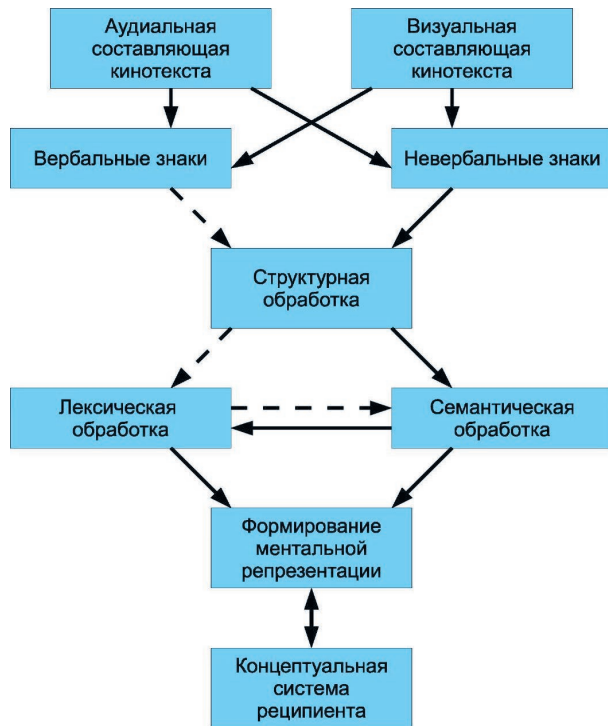 Аудиальная
составляющая
кинотекста
Визуальная
составляющая
кинотекста
Вербальные знаки
Невербальные знаки
Структурная
обработка
Лексическая
обработка
Семантическая
обработка
Формирование
ментальной
репрезентации
Концептуальная
система
реципиента